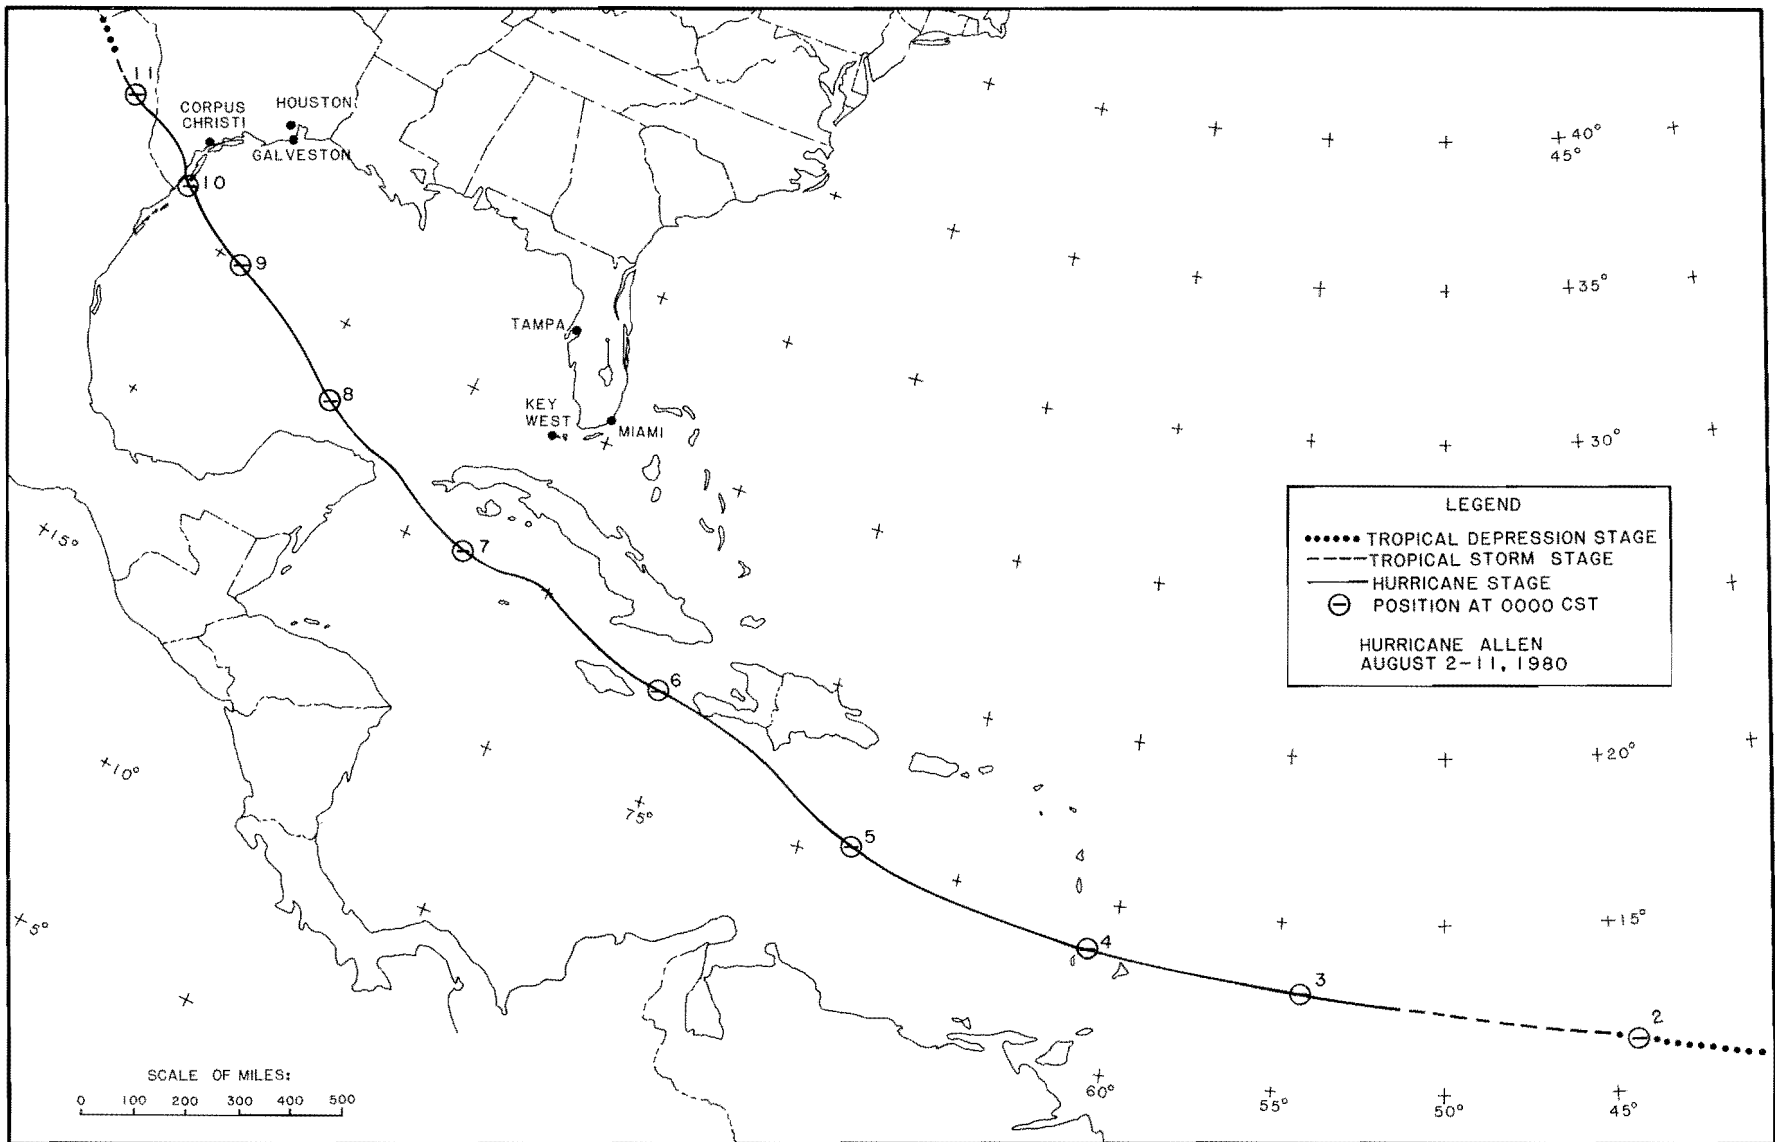 11
CORPUS
CHRISTI
HOUSTON
GALVESTON
10
9
8
7
6
5
4
3
2
TAMPA
KEY
WEST
MIAMI
40°
45°
35°
30°
20°
15°
15°
10°
5°
75°
60°
55°
50°
45°
LEGEND
TROPICAL DEPRESSION STAGE
TROPICAL STORM STAGE
HURRICANE STAGE
POSITION AT 0000 CST
HURRICANE ALLEN
AUGUST 2-11, 1980
SCALE OF MILES:
0 100 200 300 400 500